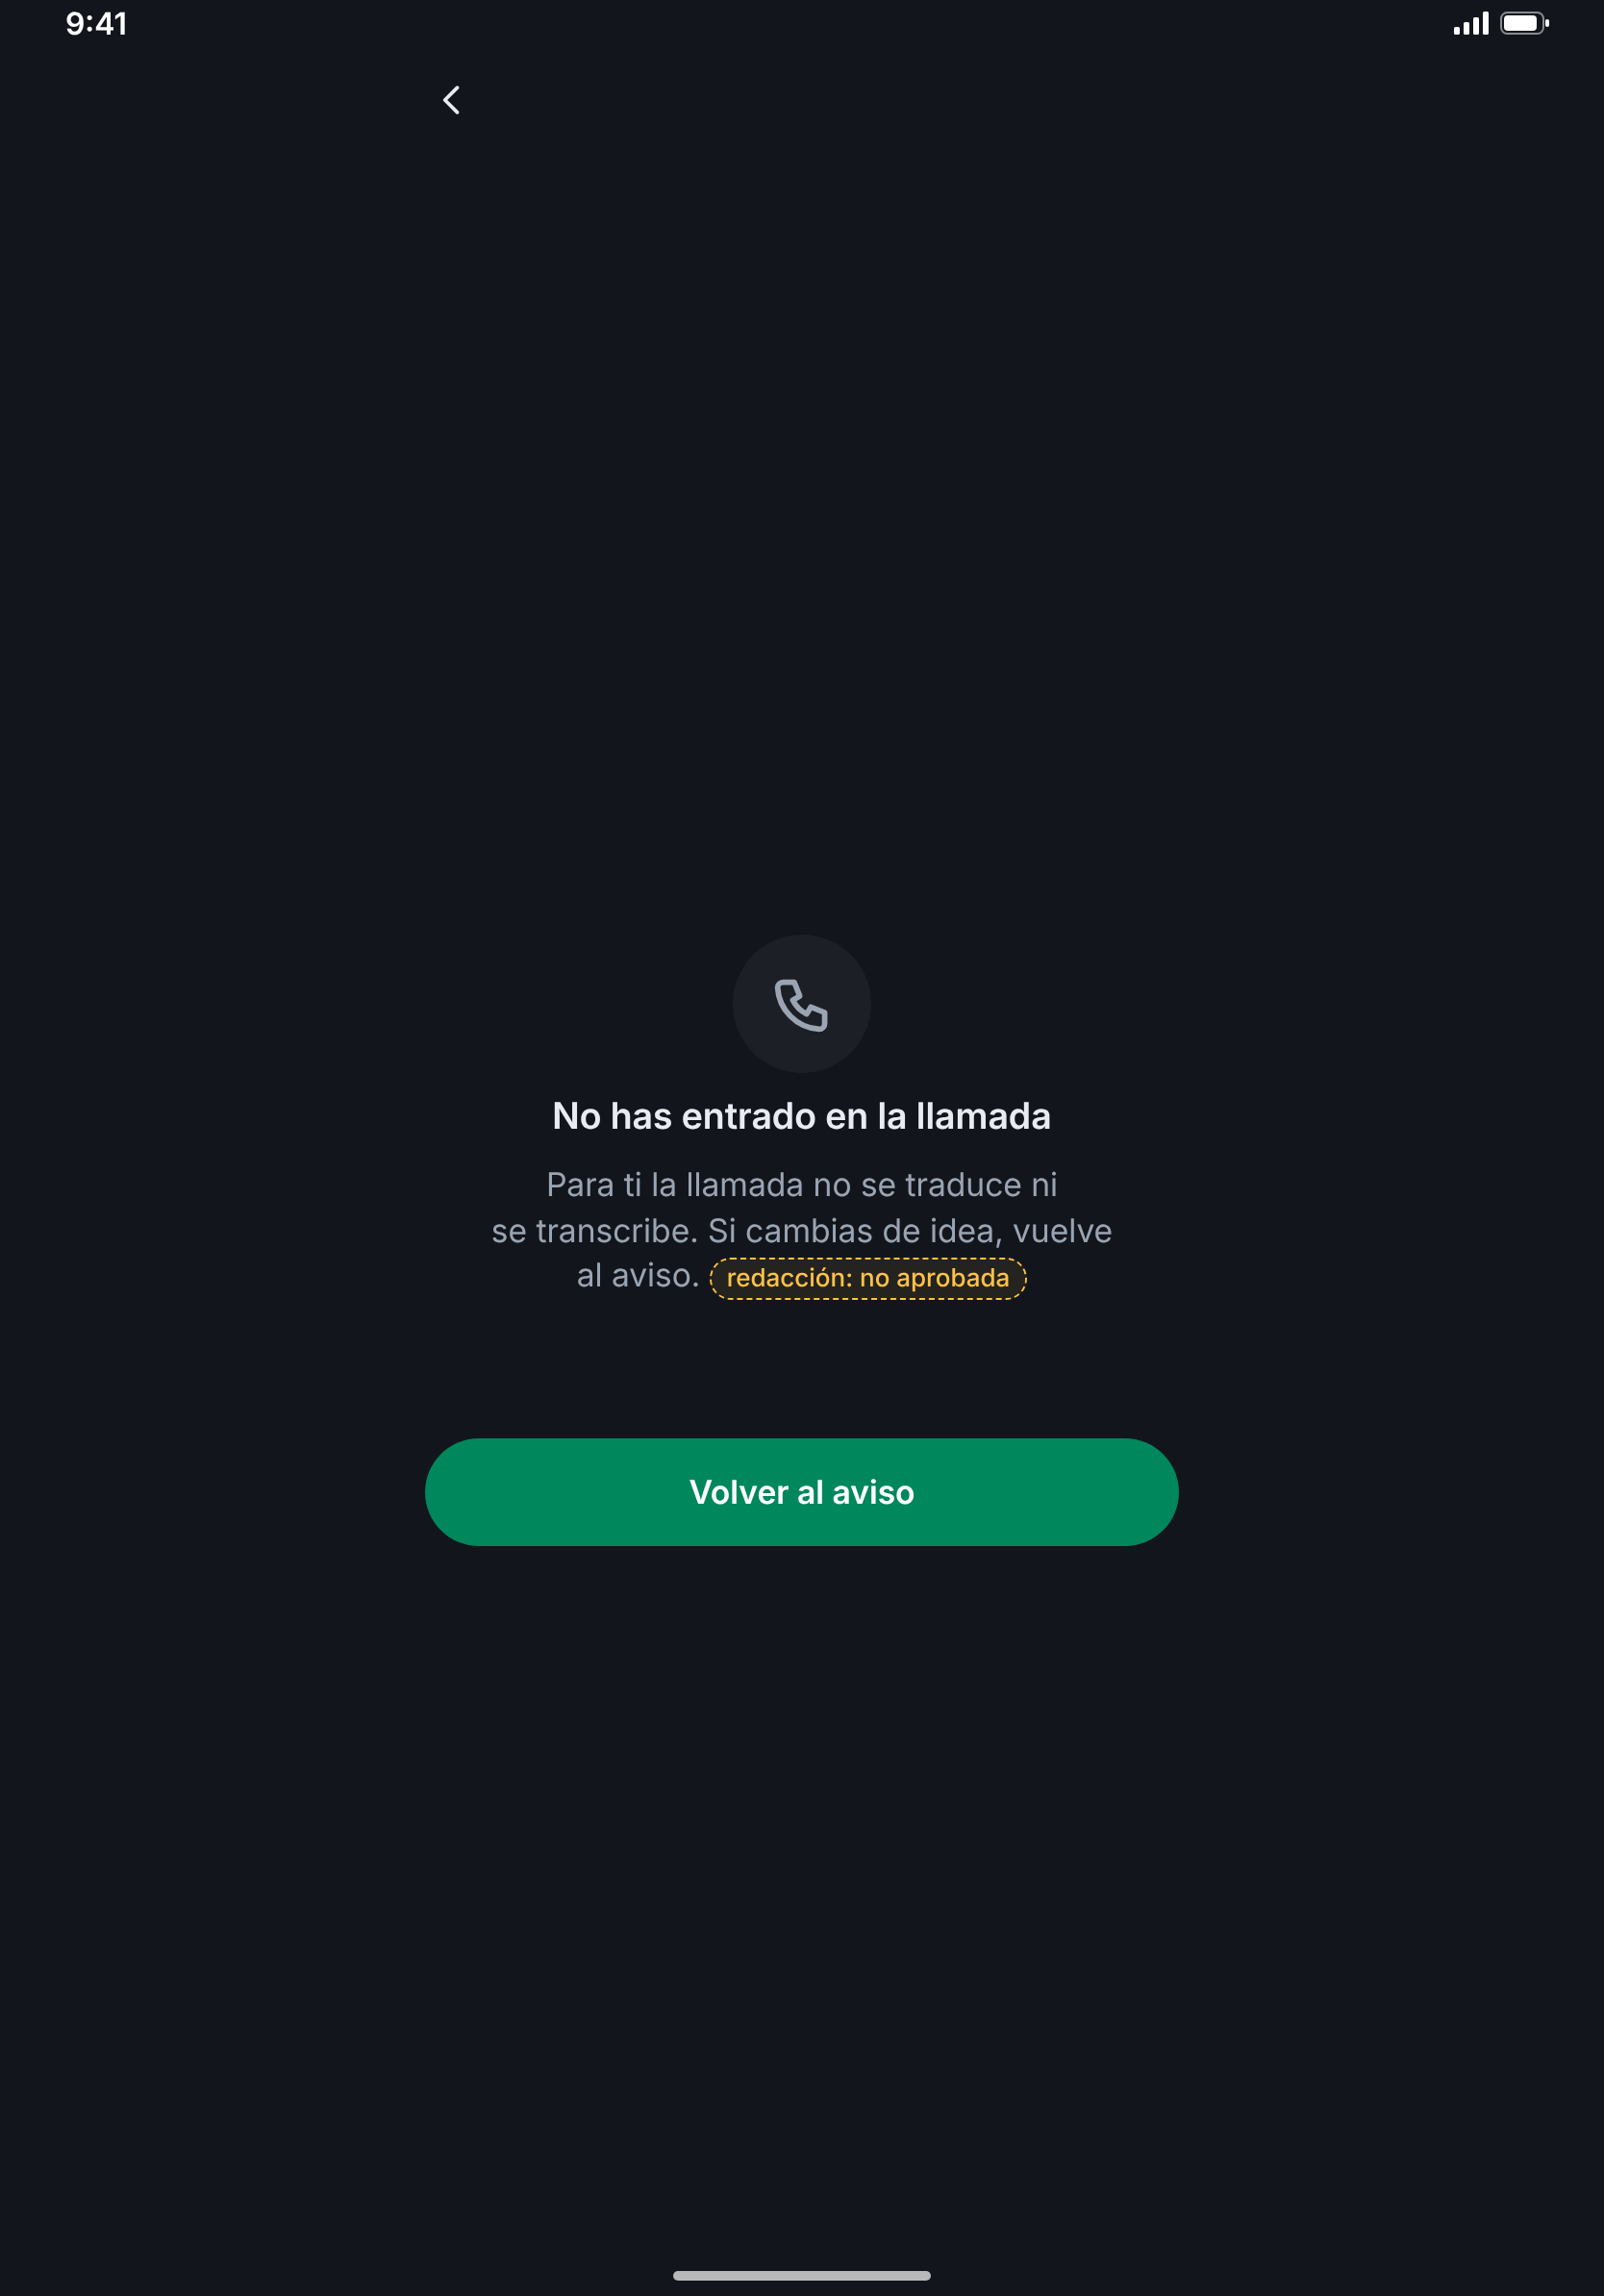 9:41
No has entrado en la llamada
Para ti la llamada no se traduce ni
se transcribe. Si cambias de idea, vuelve
al aviso. redacción: no aprobada
Volver al aviso